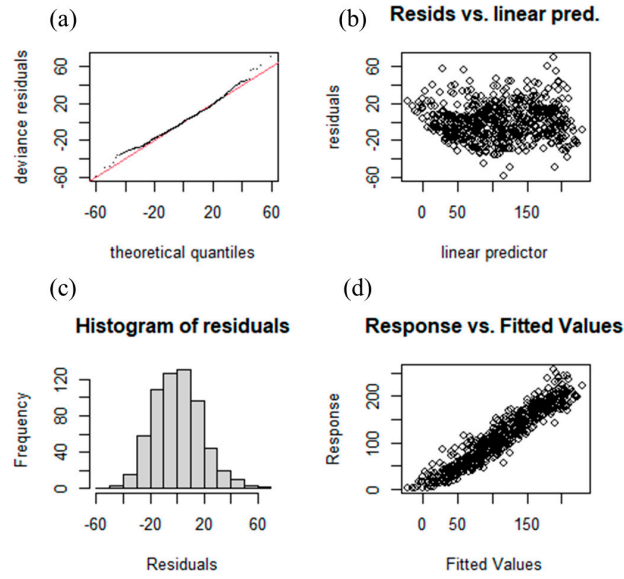 (a)
deviance residuals
60
20
-20
-60
-60
-20
20
60
theoretical quantiles
(b)
Resids vs. linear pred.
residuals
60
20
-20
-60
0
50
150
linear predictor
(c)
Histogram of residuals
Frequency
120
80
40
0
-60
-20
20
60
Residuals
(d)
Response vs. Fitted Values
Response
200
100
0
0
50
150
Fitted Values